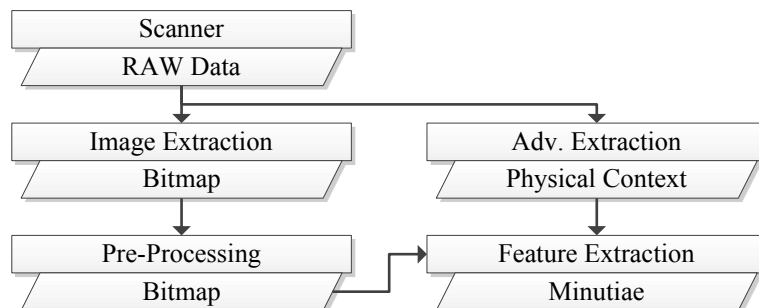 Scanner
RAW Data
Image Extraction
Bitmap
Adv. Extraction
Physical Context
Pre-Processing
Bitmap
Feature Extraction
Minutiae